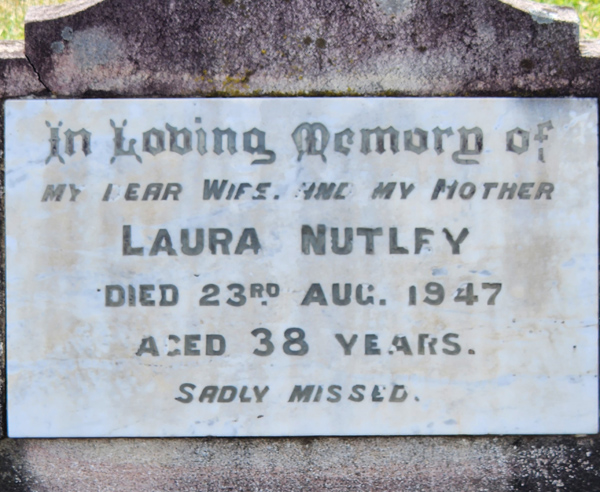 In Loving Memory of
MY DEAR WIFE. AND MY MOTHER
LAURA NUTLEY
DIED 23RD AUG. 1947
AGED 38 YEARS.
SADLY MISSED.